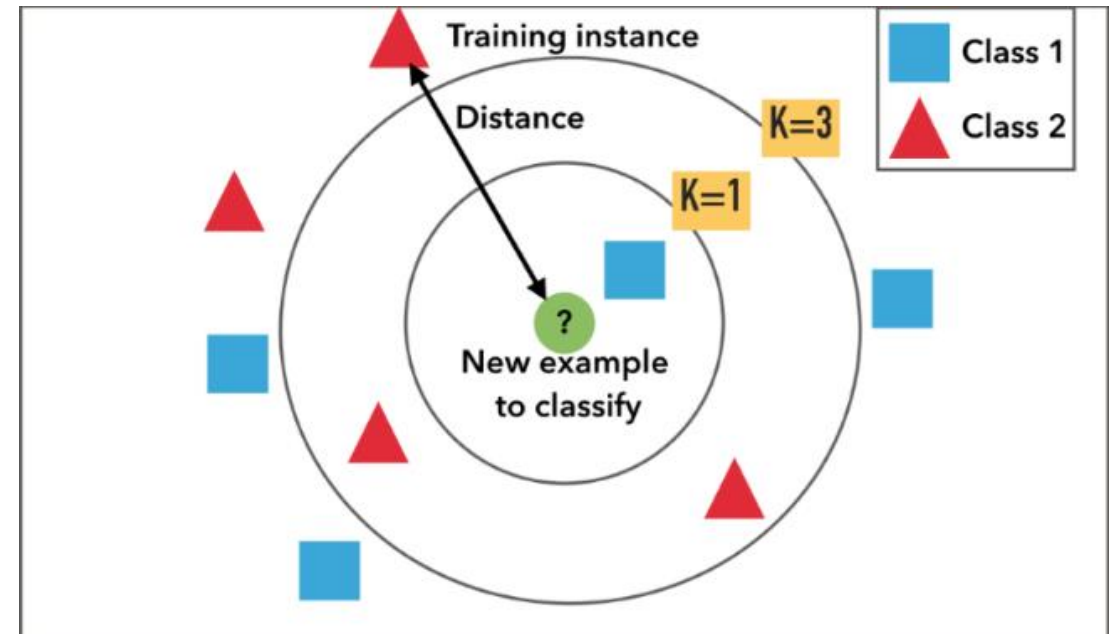 Training instance
Class 1
Distance
K=3
Class 2
K=1
?
New example
to classify